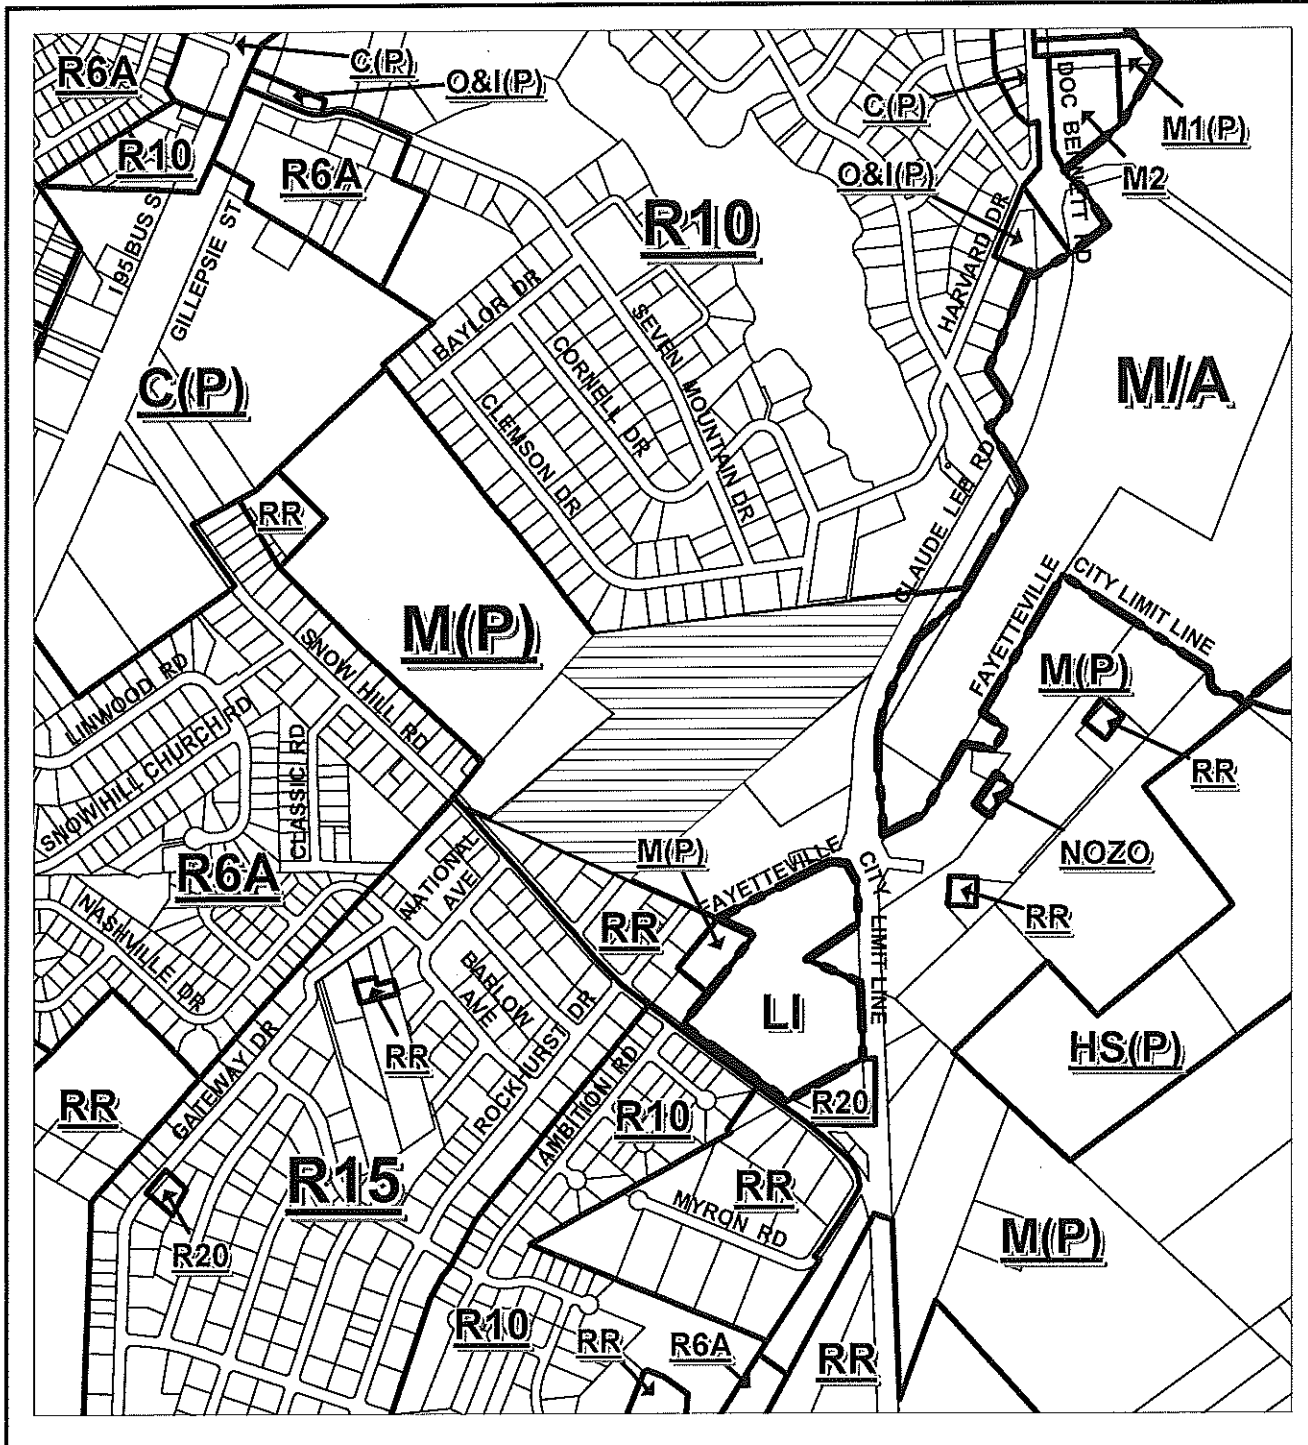 R6A
C(P)
O&I(P)
C(P)
DOC BENNETT RD
M1(P)
R10
R6A
O&I(P)
M2
I 95 BUS S
GILLEPSIE ST
R10
HARVARD DR
BAYLOR DR
SEVEN MOUNTAIN DR
CORNELL DR
CLEMSON DR
C(P)
M/A
CLAUDE LEE RD
RR
FAYETTEVILLE
CITY LIMIT LINE
M(P)
SNOW HILL RD
M(P)
LINWOOD RD
SNOW HILL CHURCH RD
CLASSIC RD
RR
NOZO
M(P)
FAYETTEVILLE
CITY LIMIT LINE
R6A
NATIONAL AVE
RR
RR
NASHVILLE DR
BARLOW AVE
LI
RR
GATEWAY DR
ROCKHURST DR
AMBITION RD
HS(P)
RR
R10
R20
R15
RR
MYRON RD
R20
M(P)
R10
RR
R6A
RR